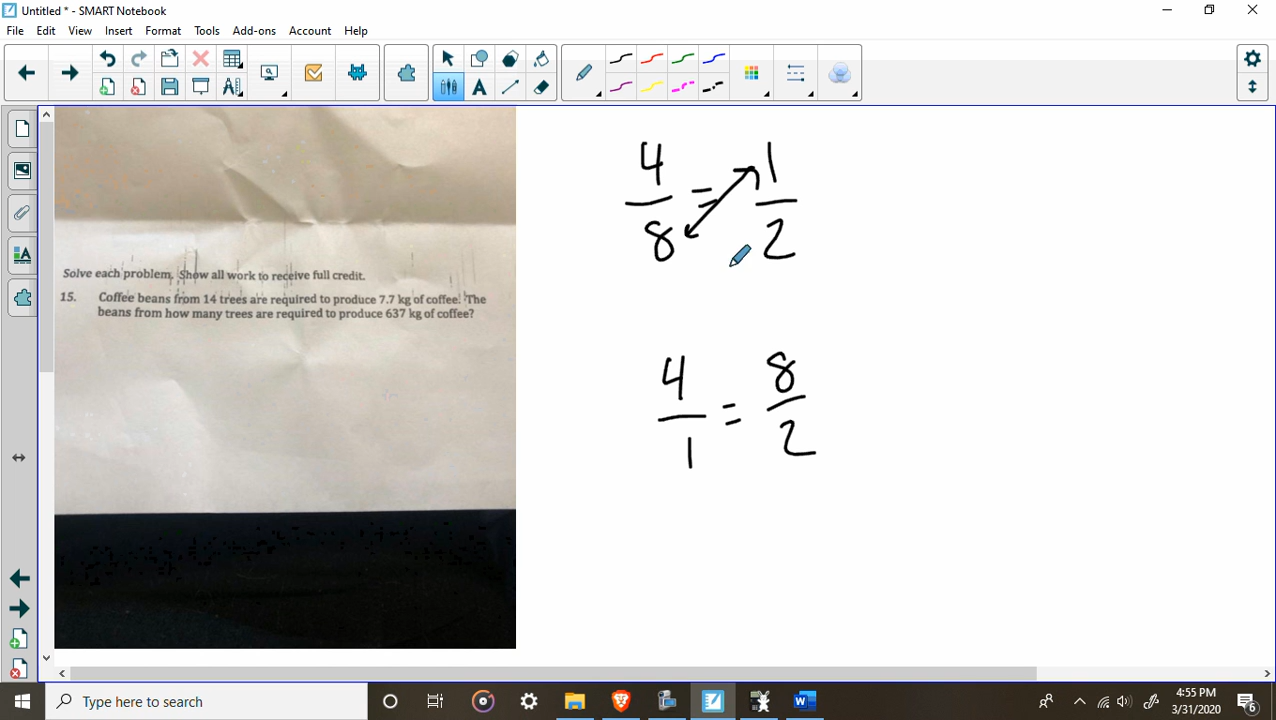 Untitled * - SMART Notebook
File Edit View Insert Format Tools Add-ons Account Help
Solve each problem. Show all work to receive full credit.
15. Coffee beans from 14 trees are required to produce 7.7 kg of coffee. The
beans from how many trees are required to produce 637 kg of coffee?
4/8 = 1/2
4/1 = 8/2
Type here to search
4:55 PM
3/31/2020
6